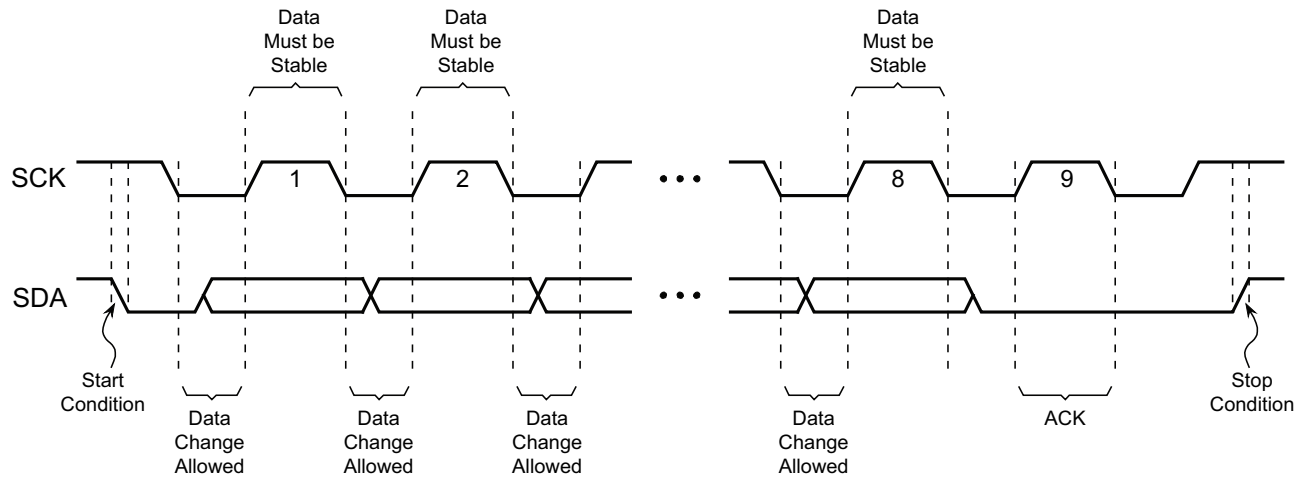 Data
Must be
Stable
Data
Must be
Stable
Data
Must be
Stable
SCK
1
2
8
9
SDA
Start
Condition
Data
Change
Allowed
Data
Change
Allowed
Data
Change
Allowed
Data
Change
Allowed
ACK
Stop
Condition